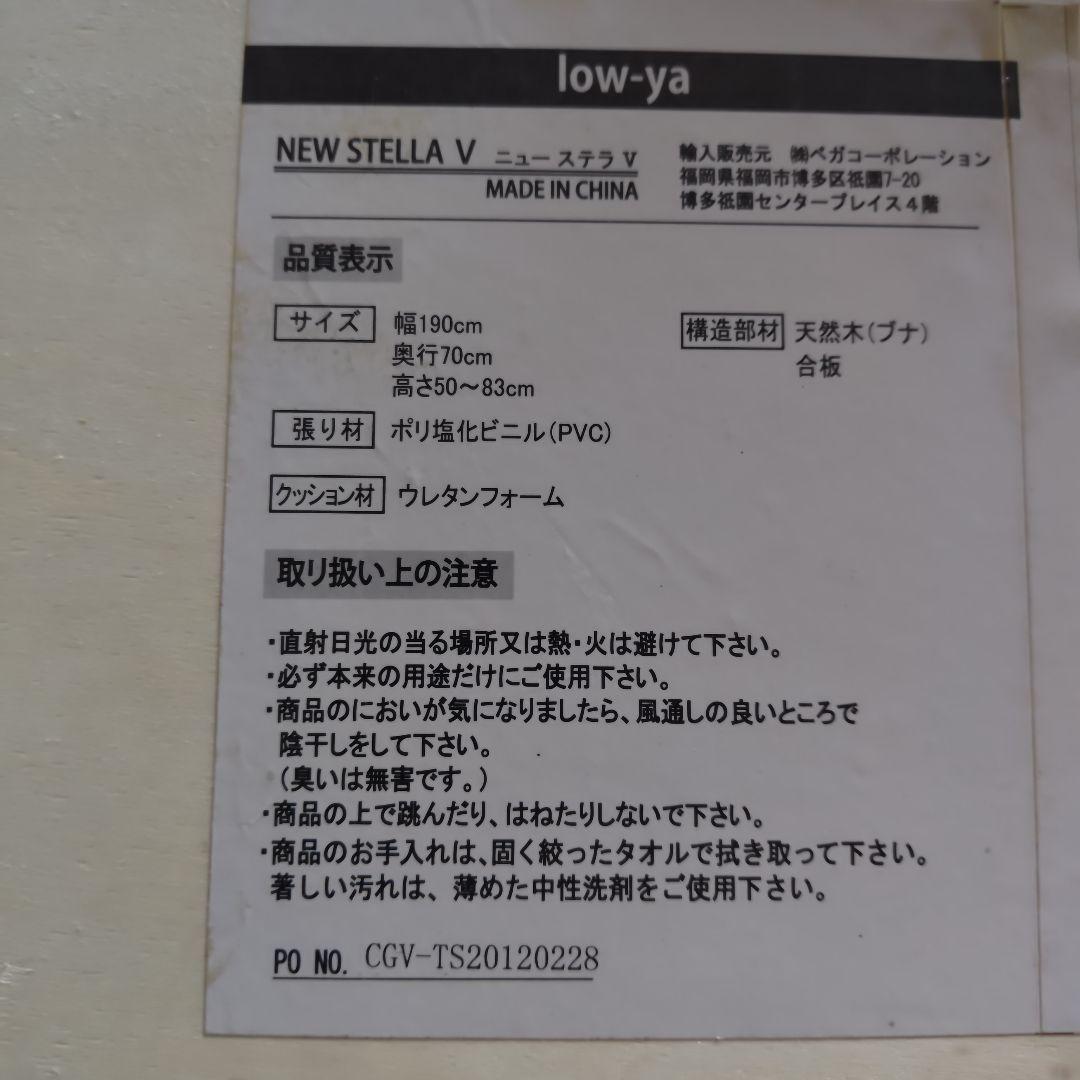 low-ya
NEW STELLA V ニュー ステラ V
MADE IN CHINA
輸入販売元 ㈱ベガコーポレーション
福岡県福岡市博多区祇園7-20
博多祇園センタープレイス4階
品質表示
サイズ 幅190cm
奥行70cm
高さ50〜83cm
構造部材 天然木(ブナ)
合板
張り材 ポリ塩化ビニル(PVC)
クッション材 ウレタンフォーム
取り扱い上の注意
・直射日光の当る場所又は熱・火は避けて下さい。
・必ず本来の用途だけにご使用下さい。
・商品のにおいが気になりましたら、風通しの良いところで
陰干しをして下さい。
(臭いは無害です。)
・商品の上で跳んだり、はねたりしないで下さい。
・商品のお手入れは、固く絞ったタオルで拭き取って下さい。
著しい汚れは、薄めた中性洗剤をご使用下さい。
PO NO. CGV-TS20120228